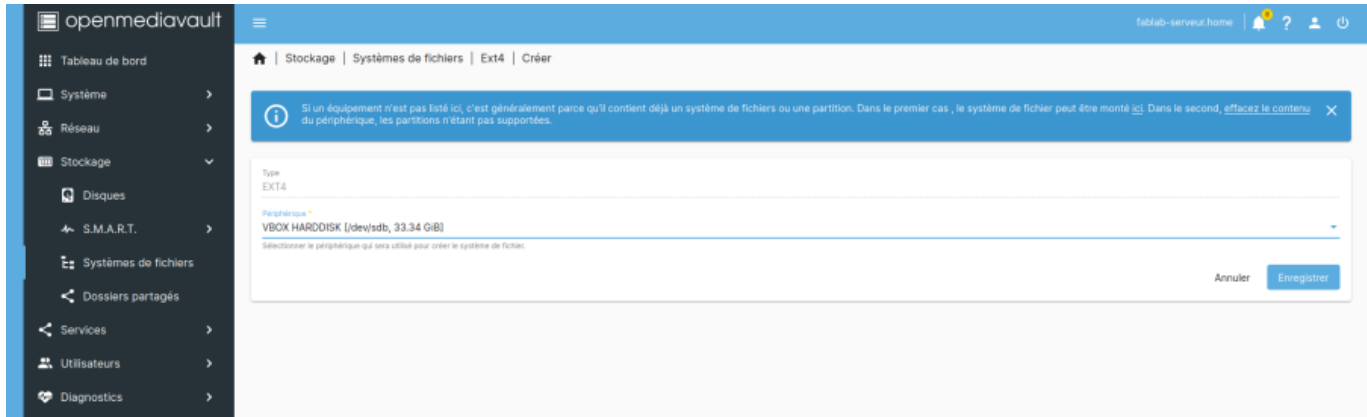 openmediavault
fablab-serveur.home
8
?
Tableau de bord
Stockage | Systèmes de fichiers | Ext4 | Créer
Système
Si un équipement n'est pas listé ici, c'est généralement parce qu'il contient déjà un système de fichiers ou une partition. Dans le premier cas , le système de fichier peut être monté ici. Dans le second, effacez le contenu
du périphérique, les partitions n'étant pas supportées.
Réseau
Stockage
Type
EXT4
Disques
Périphérique *
VBOX HARDDISK [/dev/sdb, 33.34 GiB]
S.M.A.R.T.
Sélectionner le périphérique qui sera utilisé pour créer le système de fichier.
Systèmes de fichiers
Annuler
Enregistrer
Dossiers partagés
Services
Utilisateurs
Diagnostics